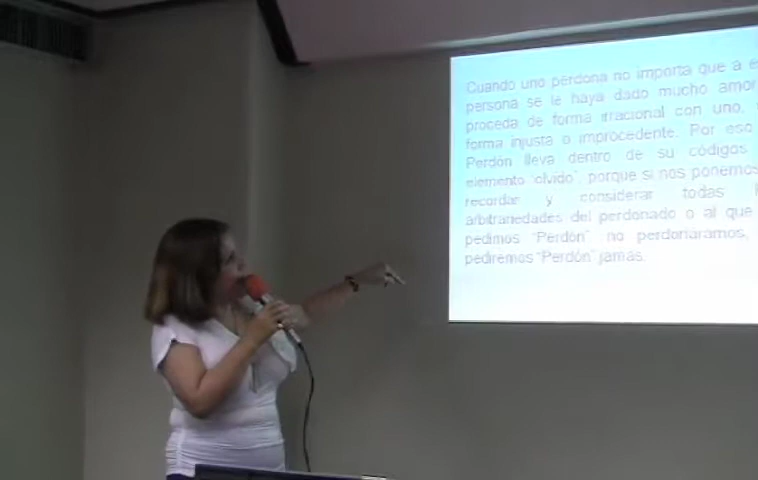 Cuando uno perdona no importa que a é
persona se le haya dado mucho amor
proceda de forma irracional con uno,
forma injusta o improcedente. Por eso
Perdón lleva dentro de su códigos
elemento "olvido", porque si nos ponemos
recordar y considerar todas
arbitrariedades del perdonado o al que
pedimos "Perdón" no perdonáramos,
pediremos "Perdón" jamás.